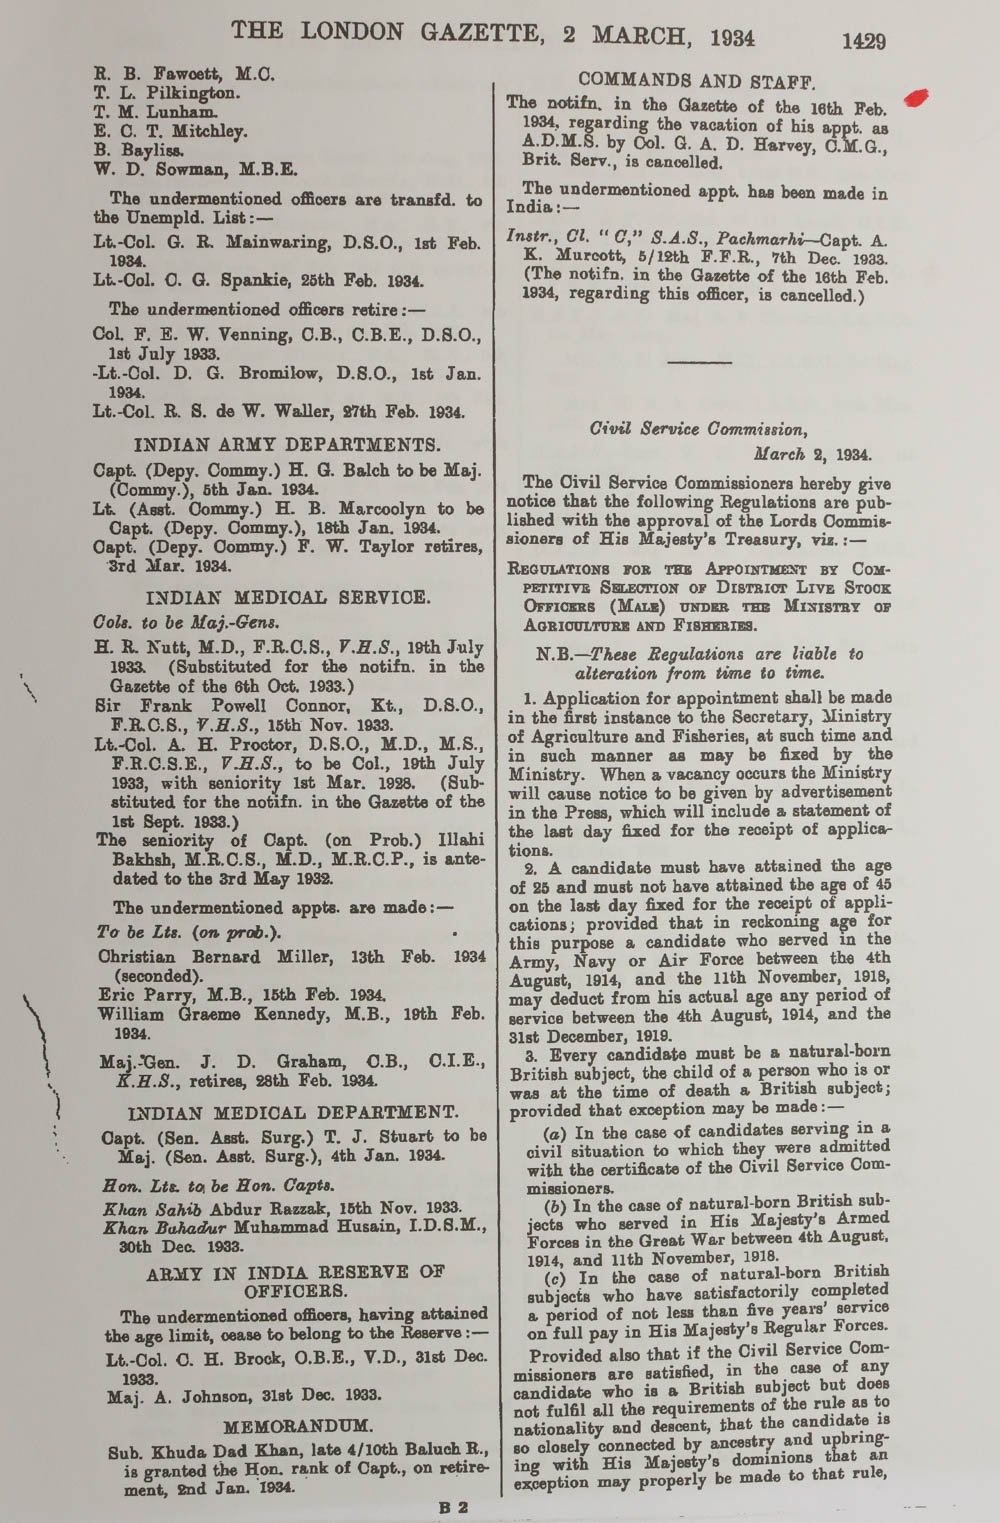 THE LONDON GAZETTE, 2 MARCH, 1934
1429
R. B. Fawcett, M.C.
T. L. Pilkington.
T. M. Lunham.
E. C. T. Mitchley.
B. Bayliss.
W. D. Sowman, M.B.E.
The undermentioned officers are transfd. to
the Unempld. List:—
Lt.-Col. G. R. Mainwaring, D.S.O., 1st Feb.
1934.
Lt.-Col. C. G. Spankie, 25th Feb. 1934.
The undermentioned officers retire:—
Col. F. E. W. Venning, C.B., C.B.E., D.S.O.,
1st July 1933.
-Lt.-Col. D. G. Bromilow, D.S.O., 1st Jan.
1934.
Lt.-Col. R. S. de W. Waller, 27th Feb. 1934.
INDIAN ARMY DEPARTMENTS.
Capt. (Depy. Commy.) H. G. Balch to be Maj.
(Commy.), 5th Jan. 1934.
Lt. (Asst. Commy.) H. B. Marcoolyn to be
Capt. (Depy. Commy.), 18th Jan. 1934.
Capt. (Depy. Commy.) F. W. Taylor retires,
3rd Mar. 1934.
INDIAN MEDICAL SERVICE.
Cols. to be Maj.-Gens.
H. R. Nutt, M.D., F.R.C.S., V.H.S., 19th July
1933. (Substituted for the notifn. in the
Gazette of the 6th Oct. 1933.)
Sir Frank Powell Connor, Kt., D.S.O.,
F.R.C.S., V.H.S., 15th Nov. 1933.
Lt.-Col. A. H. Proctor, D.S.O., M.D., M.S.,
F.R.C.S.E., V.H.S., to be Col., 19th July
1933, with seniority 1st Mar. 1928. (Sub-
stituted for the notifn. in the Gazette of the
1st Sept. 1933.)
The seniority of Capt. (on Prob.) Illahi
Bakhsh, M.R.C.S., M.D., M.R.C.P., is ante-
dated to the 3rd May 1932.
The undermentioned appts. are made:—
To be Lts. (on prob.).
Christian Bernard Miller, 13th Feb. 1934
(seconded).
Eric Parry, M.B., 15th Feb. 1934.
William Graeme Kennedy, M.B., 19th Feb.
1934.
Maj.-Gen. J. D. Graham, C.B., C.I.E.,
K.H.S., retires, 28th Feb. 1934.
INDIAN MEDICAL DEPARTMENT.
Capt. (Sen. Asst. Surg.) T. J. Stuart to be
Maj. (Sen. Asst. Surg.), 4th Jan. 1934.
Hon. Lts. to be Hon. Capts.
Khan Sahib Abdur Razzak, 15th Nov. 1933.
Khan Bahadur Muhammad Husain, I.D.S.M.,
30th Dec. 1933.
ARMY IN INDIA RESERVE OF
OFFICERS.
The undermentioned officers, having attained
the age limit, cease to belong to the Reserve:—
Lt.-Col. C. H. Brock, O.B.E., V.D., 31st Dec.
1933.
Maj. A. Johnson, 31st Dec. 1933.
MEMORANDUM.
Sub. Khuda Dad Khan, late 4/10th Baluch R.,
is granted the Hon. rank of Capt., on retire-
ment, 2nd Jan. 1934.
COMMANDS AND STAFF.
The notifn. in the Gazette of the 16th Feb.
1934, regarding the vacation of his appt. as
A.D.M.S. by Col. G. A. D. Harvey, C.M.G.,
Brit. Serv., is cancelled.
The undermentioned appt. has been made in
India:—
Instr., Cl. "C," S.A.S., Pachmarhi—Capt. A.
K. Murcott, 5/12th F.F.R., 7th Dec. 1933.
(The notifn. in the Gazette of the 16th Feb.
1934, regarding this officer, is cancelled.)
Civil Service Commission,
March 2, 1934.
The Civil Service Commissioners hereby give
notice that the following Regulations are pub-
lished with the approval of the Lords Commis-
sioners of His Majesty's Treasury, viz.:—
REGULATIONS FOR THE APPOINTMENT BY COM-
PETITIVE SELECTION OF DISTRICT LIVE STOCK
OFFICERS (MALE) UNDER THE MINISTRY OF
AGRICULTURE AND FISHERIES.
N.B.—These Regulations are liable to
alteration from time to time.
1. Application for appointment shall be made
in the first instance to the Secretary, Ministry
of Agriculture and Fisheries, at such time and
in such manner as may be fixed by the
Ministry. When a vacancy occurs the Ministry
will cause notice to be given by advertisement
in the Press, which will include a statement of
the last day fixed for the receipt of applica-
tions.
2. A candidate must have attained the age
of 25 and must not have attained the age of 45
on the last day fixed for the receipt of appli-
cations; provided that in reckoning age for
this purpose a candidate who served in the
Army, Navy or Air Force between the 4th
August, 1914, and the 11th November, 1918,
may deduct from his actual age any period of
service between the 4th August, 1914, and the
31st December, 1919.
3. Every candidate must be a natural-born
British subject, the child of a person who is or
was at the time of death a British subject;
provided that exception may be made:—
(a) In the case of candidates serving in a
civil situation to which they were admitted
with the certificate of the Civil Service Com-
missioners.
(b) In the case of natural-born British sub-
jects who served in His Majesty's Armed
Forces in the Great War between 4th August,
1914, and 11th November, 1918.
(c) In the case of natural-born British
subjects who have satisfactorily completed
a period of not less than five years' service
on full pay in His Majesty's Regular Forces.
Provided also that if the Civil Service Com-
missioners are satisfied, in the case of any
candidate who is a British subject but does
not fulfil all the requirements of the rule as to
nationality and descent, that the candidate is
so closely connected by ancestry and upbring-
ing with His Majesty's dominions that an
exception may properly be made to that rule,
B 2